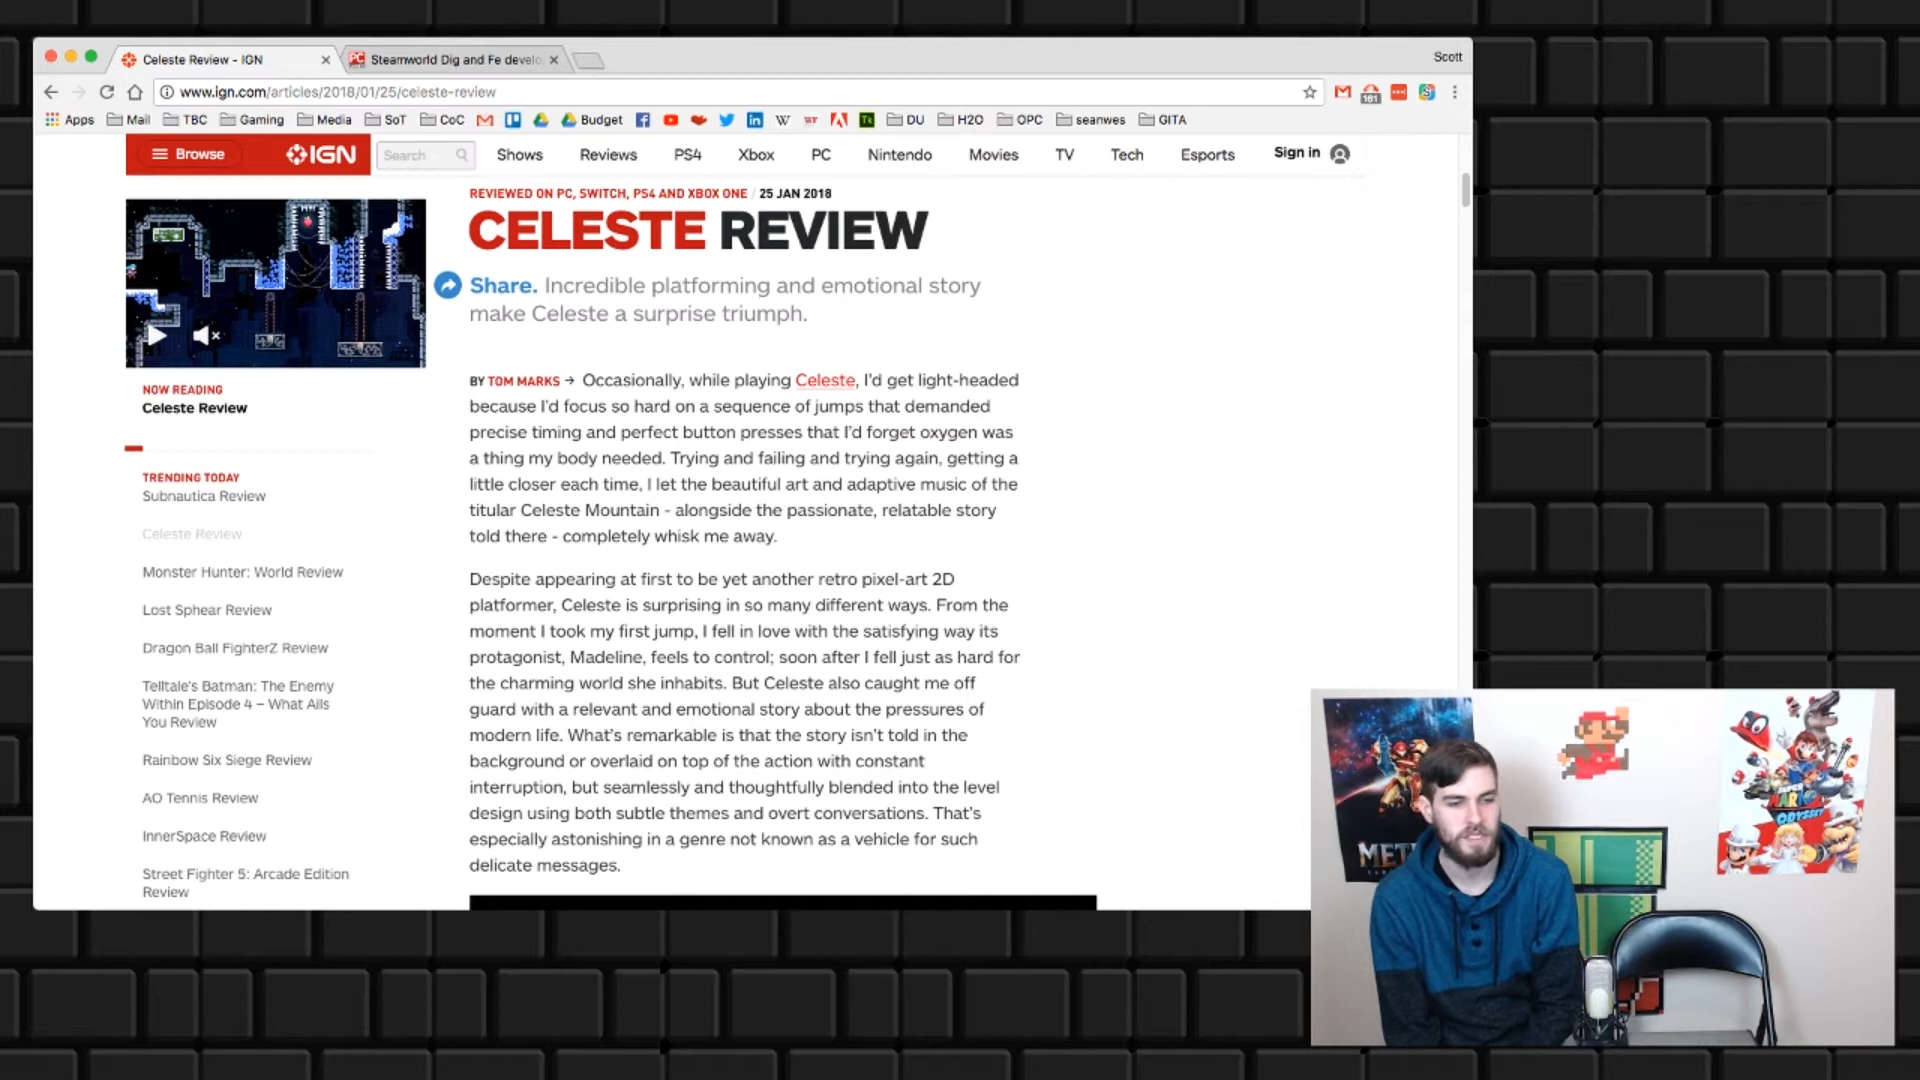 Celeste Review - IGN
Steamworld Dig and Fe develo
Scott
www.ign.com/articles/2018/01/25/celeste-review
161
Apps Mail TBC Gaming Media SoT CoC Budget W Tk DU H2O OPC seanwes GITA
Browse IGN Search Shows Reviews PS4 Xbox PC Nintendo Movies TV Tech Esports Sign in
REVIEWED ON PC, SWITCH, PS4 AND XBOX ONE / 25 JAN 2018
CELESTE REVIEW
Share. Incredible platforming and emotional story
make Celeste a surprise triumph.
NOW READING
Celeste Review
TRENDING TODAY
Subnautica Review
Celeste Review
Monster Hunter: World Review
Lost Sphear Review
Dragon Ball FighterZ Review
Telltale's Batman: The Enemy
Within Episode 4 – What Ails
You Review
Rainbow Six Siege Review
AO Tennis Review
InnerSpace Review
Street Fighter 5: Arcade Edition
Review
BY TOM MARKS → Occasionally, while playing Celeste, I'd get light-headed
because I'd focus so hard on a sequence of jumps that demanded
precise timing and perfect button presses that I'd forget oxygen was
a thing my body needed. Trying and failing and trying again, getting a
little closer each time, I let the beautiful art and adaptive music of the
titular Celeste Mountain - alongside the passionate, relatable story
told there - completely whisk me away.
Despite appearing at first to be yet another retro pixel-art 2D
platformer, Celeste is surprising in so many different ways. From the
moment I took my first jump, I fell in love with the satisfying way its
protagonist, Madeline, feels to control; soon after I fell just as hard for
the charming world she inhabits. But Celeste also caught me off
guard with a relevant and emotional story about the pressures of
modern life. What's remarkable is that the story isn't told in the
background or overlaid on top of the action with constant
interruption, but seamlessly and thoughtfully blended into the level
design using both subtle themes and overt conversations. That's
especially astonishing in a genre not known as a vehicle for such
delicate messages.
MET
SUPER
MARIO
ODYSSEY